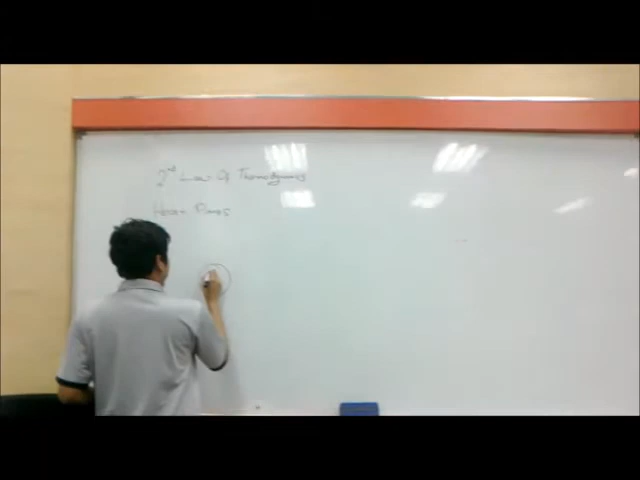 2nd Law Of Thermodynamics
Heat Pumps